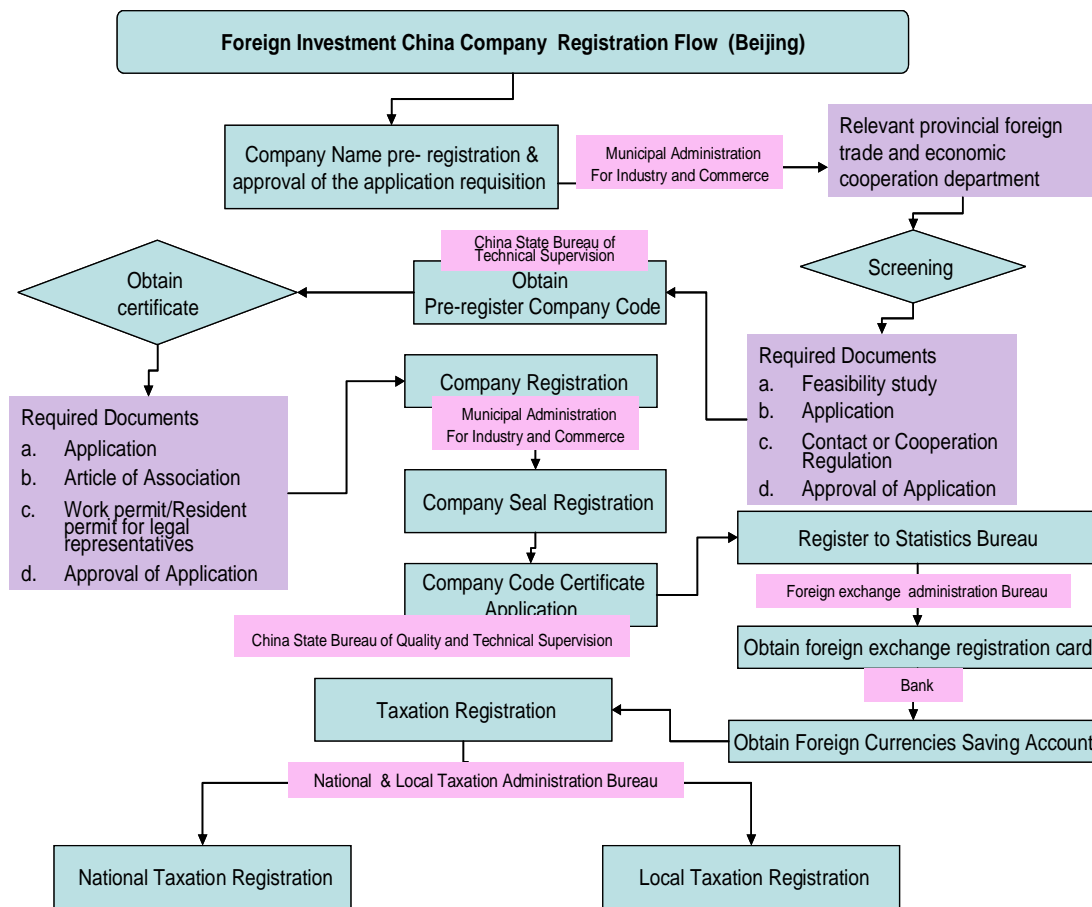 Foreign Investment China Company Registration Flow (Beijing)
Company Name pre- registration &
approval of the application requisition
Municipal Administration
For Industry and Commerce
Relevant provincial foreign
trade and economic
cooperation department
Screening
Required Documents
a. Feasibility study
b. Application
c. Contact or Cooperation
Regulation
d. Approval of Application
China State Bureau of
Technical Supervision
Obtain
Pre-register Company Code
Obtain
certificate
Required Documents
a. Application
b. Article of Association
c. Work permit/Resident
permit for legal
representatives
d. Approval of Application
Company Registration
Municipal Administration
For Industry and Commerce
Company Seal Registration
Company Code Certificate
Application
China State Bureau of Quality and Technical Supervision
Register to Statistics Bureau
Foreign exchange administration Bureau
Obtain foreign exchange registration card
Bank
Obtain Foreign Currencies Saving Account
Taxation Registration
National & Local Taxation Administration Bureau
National Taxation Registration
Local Taxation Registration